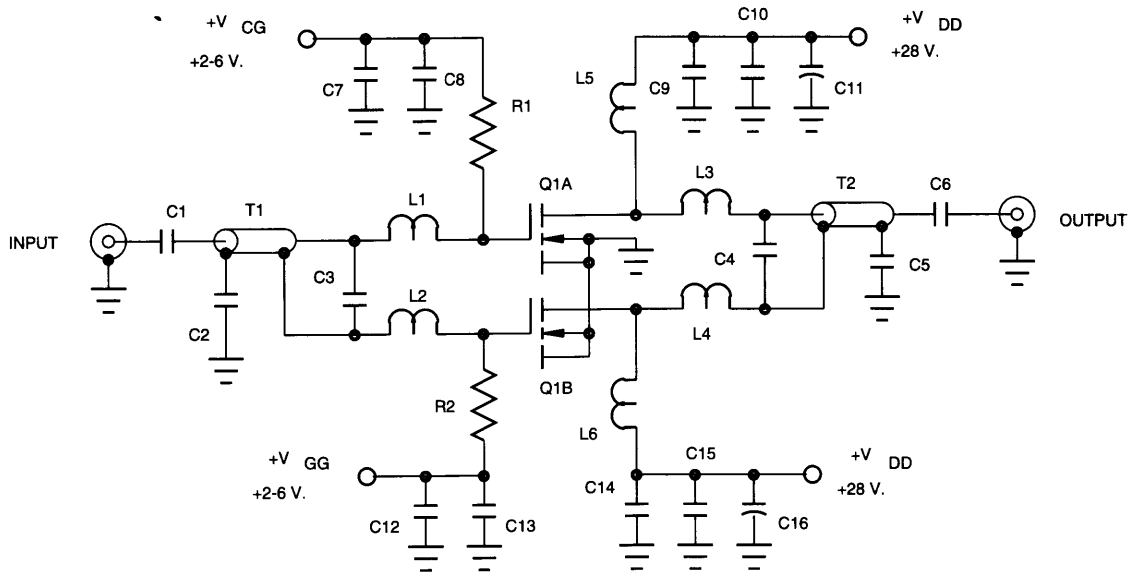 +V CG
+2-6 V.
C7
C8
R1
C10
+V DD
+28 V.
L5
C9
C11
Q1A
L3
T2
C6
INPUT
C1
T1
L1
OUTPUT
C3
C4
C5
L2
L4
C2
Q1B
R2
L6
+V GG
+2-6 V.
C12
C13
C15
C14
C16
+V DD
+28 V.